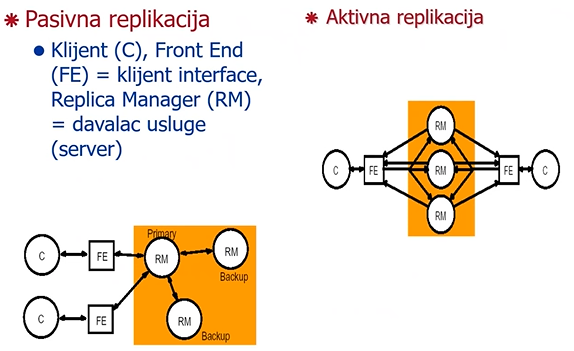 Pasivna replikacija
Klijent (C), Front End
(FE) = klijent interface,
Replica Manager (RM)
= davalac usluge
(server)
Primary
C
FE
RM
RM
Backup
C
FE
RM
Backup
Aktivna replikacija
RM
C
FE
RM
FE
C
RM